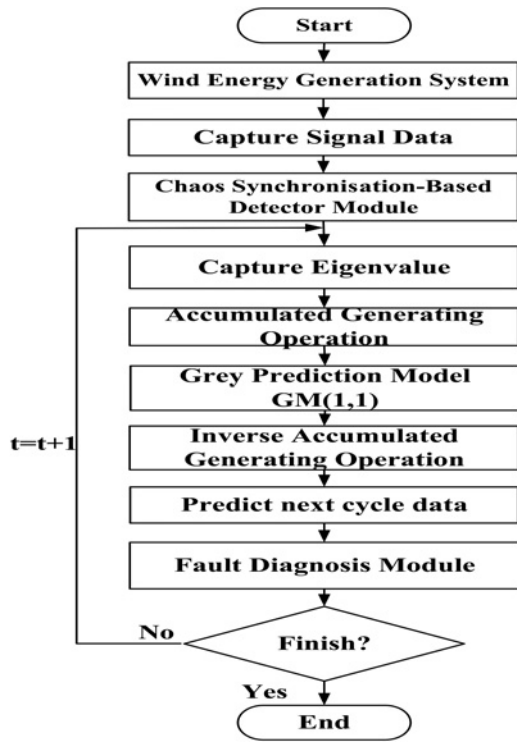 Start
Wind Energy Generation System
Capture Signal Data
Chaos Synchronisation-Based
Detector Module
Capture Eigenvalue
Accumulated Generating
Operation
Grey Prediction Model
GM(1,1)
t=t+1
Inverse Accumulated
Generating Operation
Predict next cycle data
Fault Diagnosis Module
No
Finish?
Yes
End